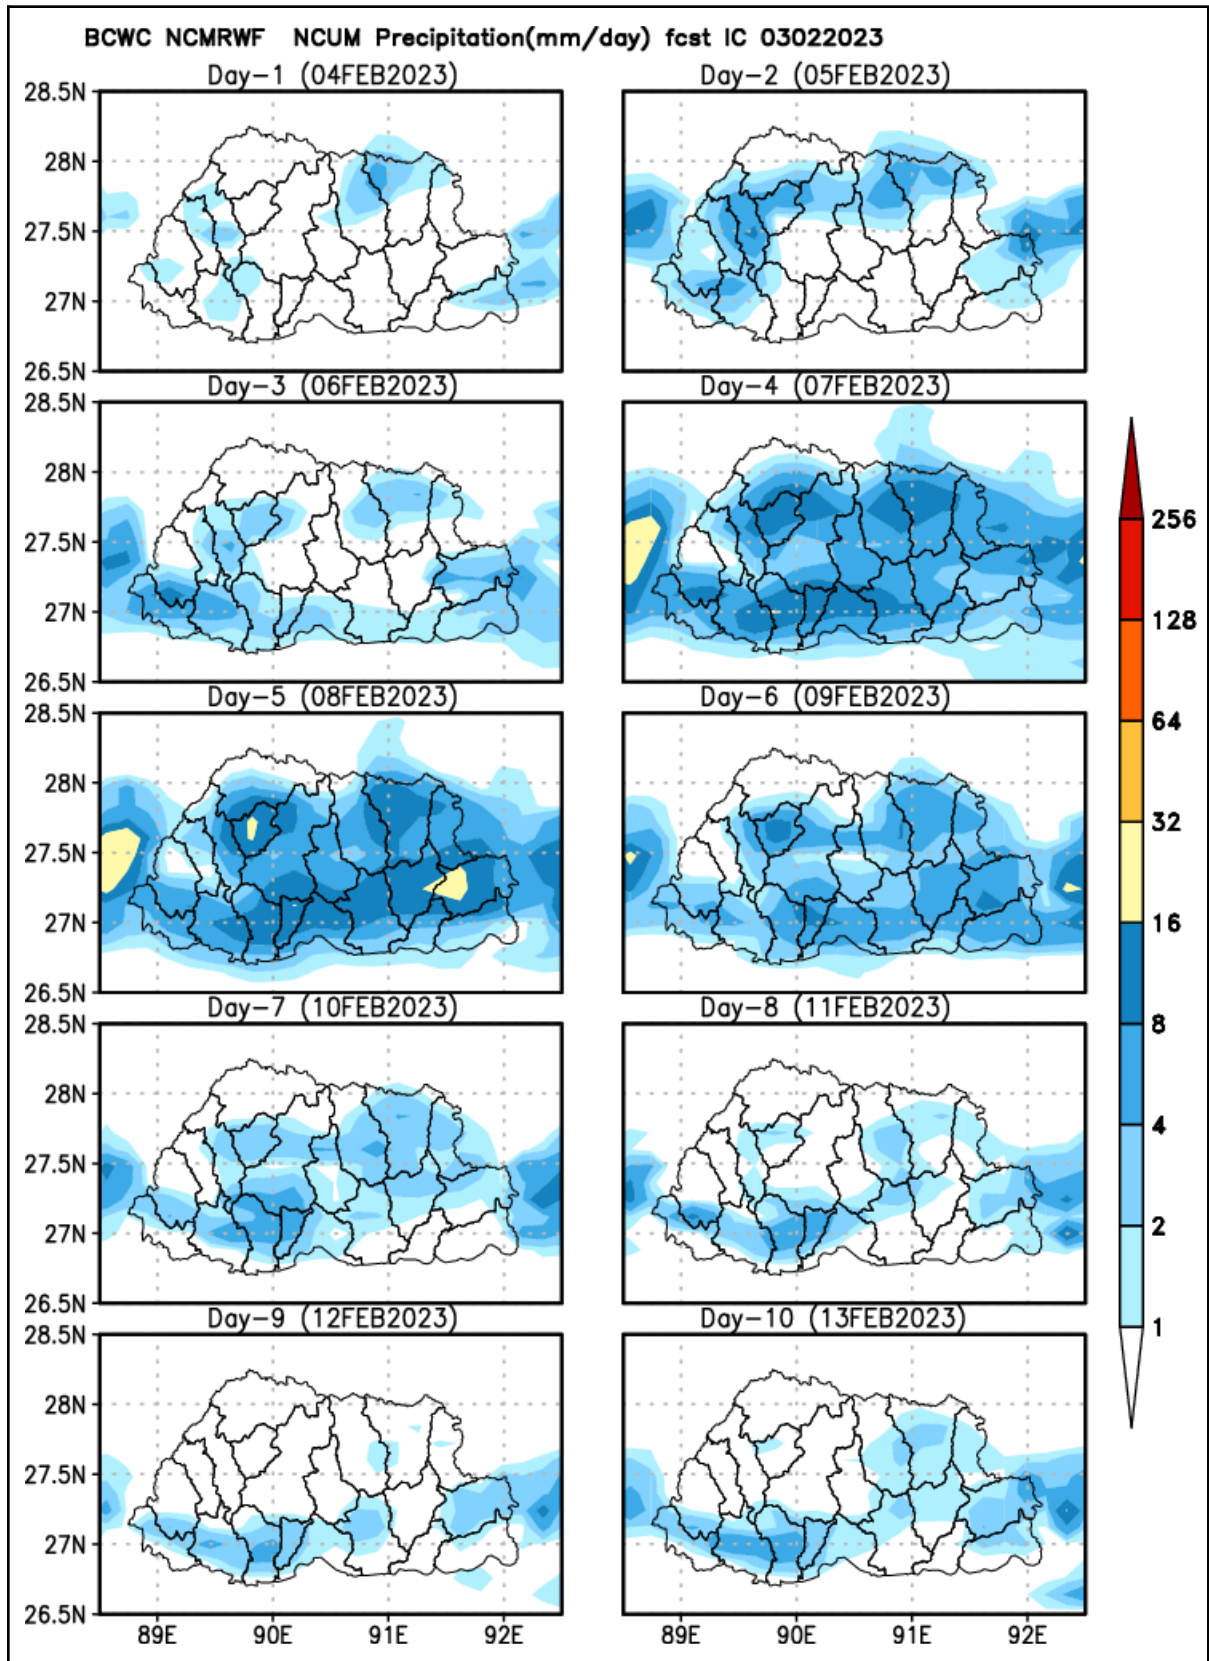 BCWC NCMRWF NCUM Precipitation(mm/day) fcst IC 03022023
Day-1 (04FEB2023)
Day-2 (05FEB2023)
28.5N
28N
27.5N
27N
26.5N
Day-3 (06FEB2023)
Day-4 (07FEB2023)
28.5N
28N
27.5N
27N
26.5N
Day-5 (08FEB2023)
Day-6 (09FEB2023)
28.5N
28N
27.5N
27N
26.5N
Day-7 (10FEB2023)
Day-8 (11FEB2023)
28.5N
28N
27.5N
27N
26.5N
Day-9 (12FEB2023)
Day-10 (13FEB2023)
28.5N
28N
27.5N
27N
26.5N
89E 90E 91E 92E
89E 90E 91E 92E
256
128
64
32
16
8
4
2
1